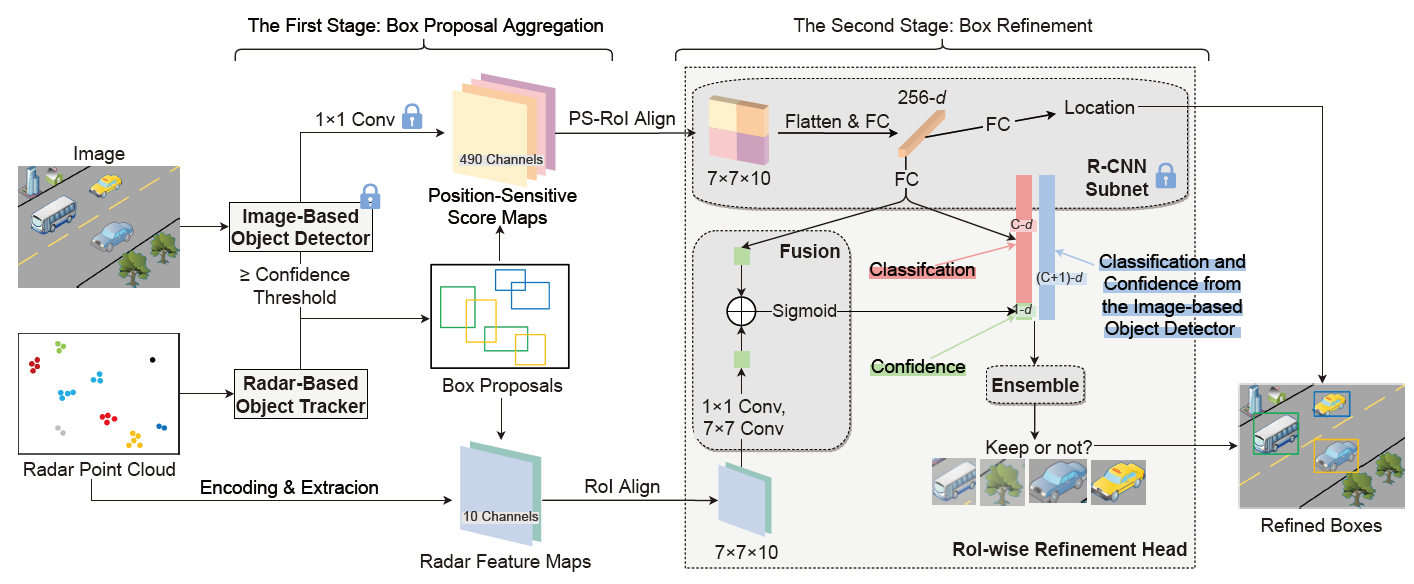 The First Stage: Box Proposal Aggregation
The Second Stage: Box Refinement
Image
1×1 Conv
490 Channels
Position-Sensitive
Score Maps
PS-RoI Align
7×7×10
Flatten & FC
256-d
FC
Location
FC
R-CNN
Subnet
Image-Based
Object Detector
≥ Confidence
Threshold
Box Proposals
Radar-Based
Object Tracker
Radar Point Cloud
Encoding & Extracion
10 Channels
Radar Feature Maps
RoI Align
7×7×10
Fusion
Sigmoid
1×1 Conv,
7×7 Conv
C-d
(C+1)-d
1-d
Classifcation
Confidence
Classification and
Confidence from
the Image-based
Object Detector
Ensemble
Keep or not?
RoI-wise Refinement Head
Refined Boxes